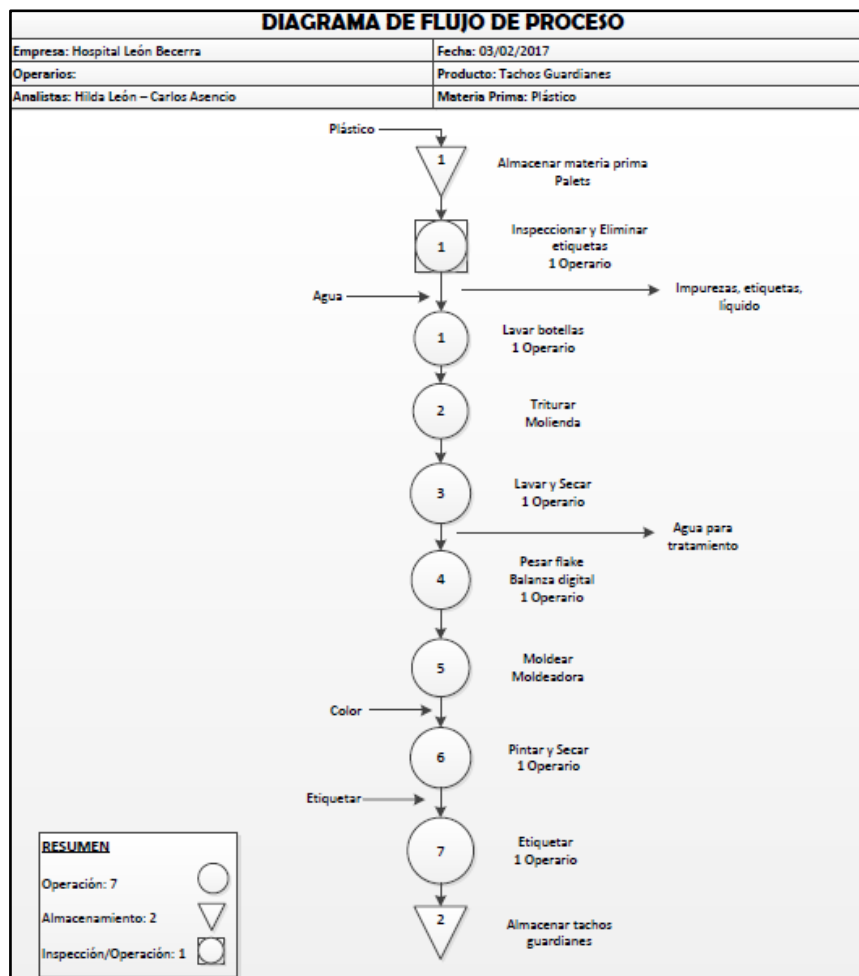 DIAGRAMA DE FLUJO DE PROCESO
Empresa: Hospital León Becerra
Fecha: 03/02/2017
Operarios:
Producto: Tachos Guardianes
Analistas: Hilda León – Carlos Asencio
Materia Prima: Plástico
Plástico
1
Almacenar materia prima
Palets
1
Inspeccionar y Eliminar
etiquetas
1 Operario
Agua
Impurezas, etiquetas,
líquido
1
Lavar botellas
1 Operario
2
Triturar
Molienda
3
Lavar y Secar
1 Operario
Agua para
tratamiento
4
Pesar flake
Balanza digital
1 Operario
5
Moldear
Moldeadora
Color
6
Pintar y Secar
1 Operario
Etiquetar
7
Etiquetar
1 Operario
2
Almacenar tachos
guardianes
RESUMEN
Operación: 7
Almacenamiento: 2
Inspección/Operación: 1